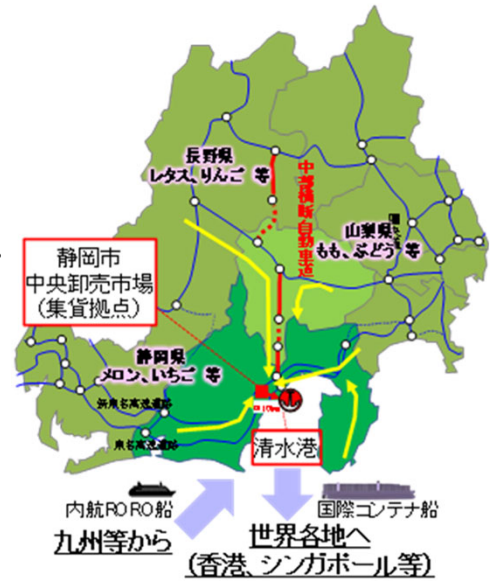 長野県
レタス、りんご 等
中部横断自動車道
山梨県
もも、ぶどう 等
静岡市
中央卸売市場
(集貨拠点)
静岡県
メロン、いちご 等
新東名高速道路
東名高速道路
清水港
内航RORO船
国際コンテナ船
九州等から
世界各地へ
(香港、シンガポール等)